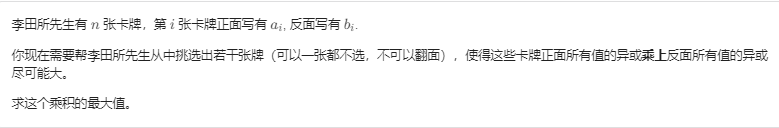 李田所先生有 n 张卡牌，第 i 张卡牌正面写有 a_i, 反面写有 b_i.
你现在需要帮李田所先生从中挑选出若干张牌（可以一张都不选，不可以翻面）, 使得这些卡牌正面所有值的异或乘上反面所有值的异或
尽可能大。
求这个乘积的最大值。